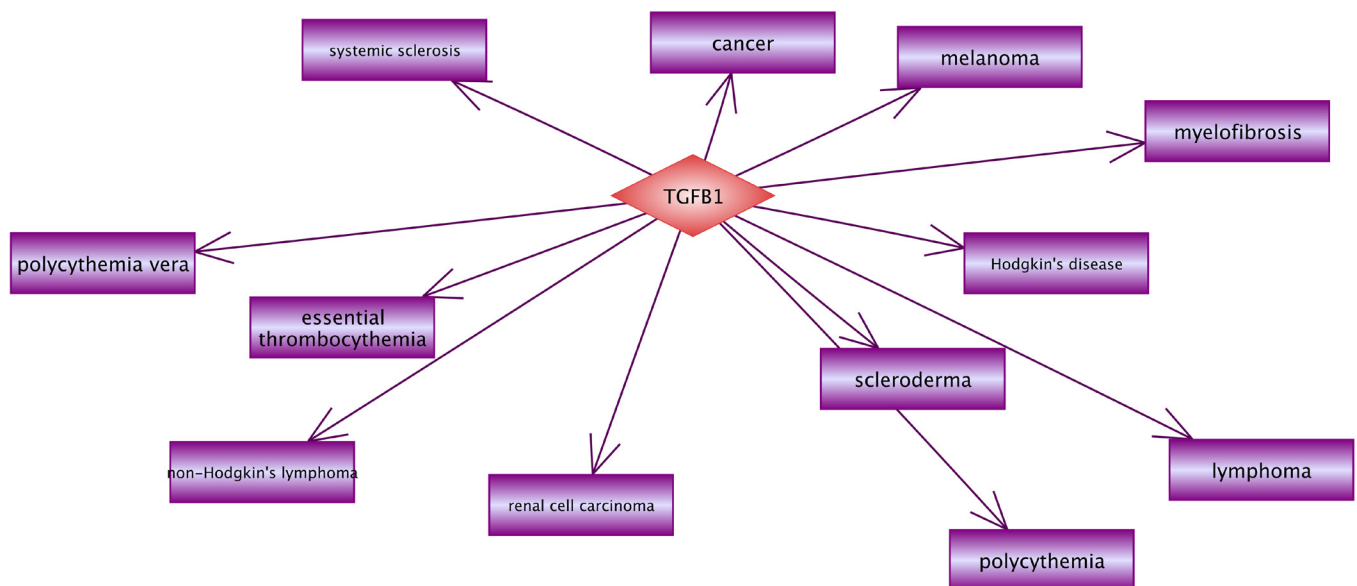 systemic sclerosis
cancer
melanoma
myelofibrosis
TGFB1
polycythemia vera
Hodgkin's disease
essential
thrombocythemia
scleroderma
non-Hodgkin's lymphoma
renal cell carcinoma
lymphoma
polycythemia